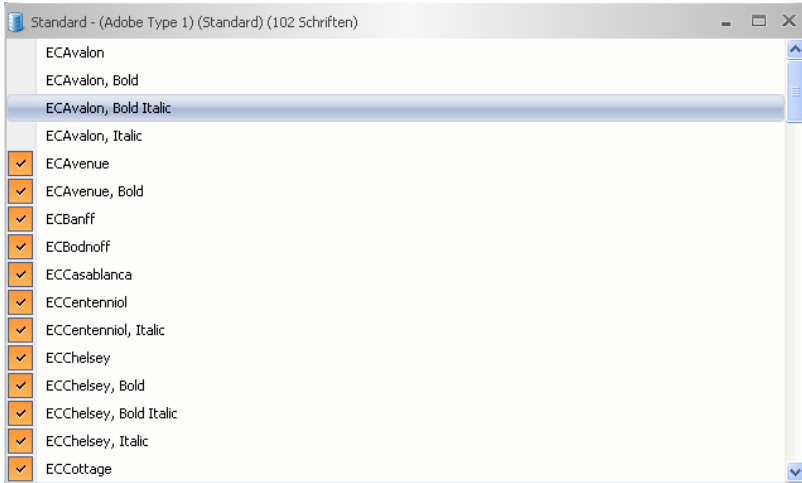 Standard - (Adobe Type 1) (Standard) (102 Schriften)
ECAvalon
ECAvalon, Bold
ECAvalon, Bold Italic
ECAvalon, Italic
ECAvenue
ECAvenue, Bold
ECBanff
ECBodnoff
ECCasablanca
ECCentenniol
ECCentenniol, Italic
ECChelsey
ECChelsey, Bold
ECChelsey, Bold Italic
ECChelsey, Italic
ECCottage